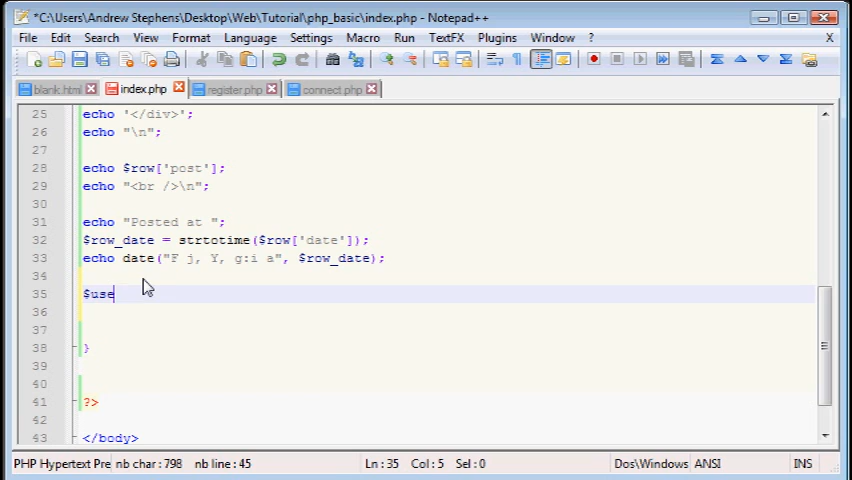 *C:\Users\Andrew Stephens\Desktop\Web\Tutorial\php_basic\index.php - Notepad++
File Edit Search View Format Language Settings Macro Run TextFX Plugins Window ? X
blank.html index.php register.php connect.php
25 echo '</div>';
26 echo "\n";
27
28 echo $row['post'];
29 echo "<br />\n";
30
31 echo "Posted at ";
32 $row_date = strtotime($row['date']);
33 echo date("F j, Y, g:i a", $row_date);
34
35 $use
36
37
38 }
39
40
41 ?>
42
43 </body>
PHP Hypertext Pre nb char : 798 nb line : 45 Ln : 35 Col : 5 Sel : 0 Dos\Windows ANSI INS